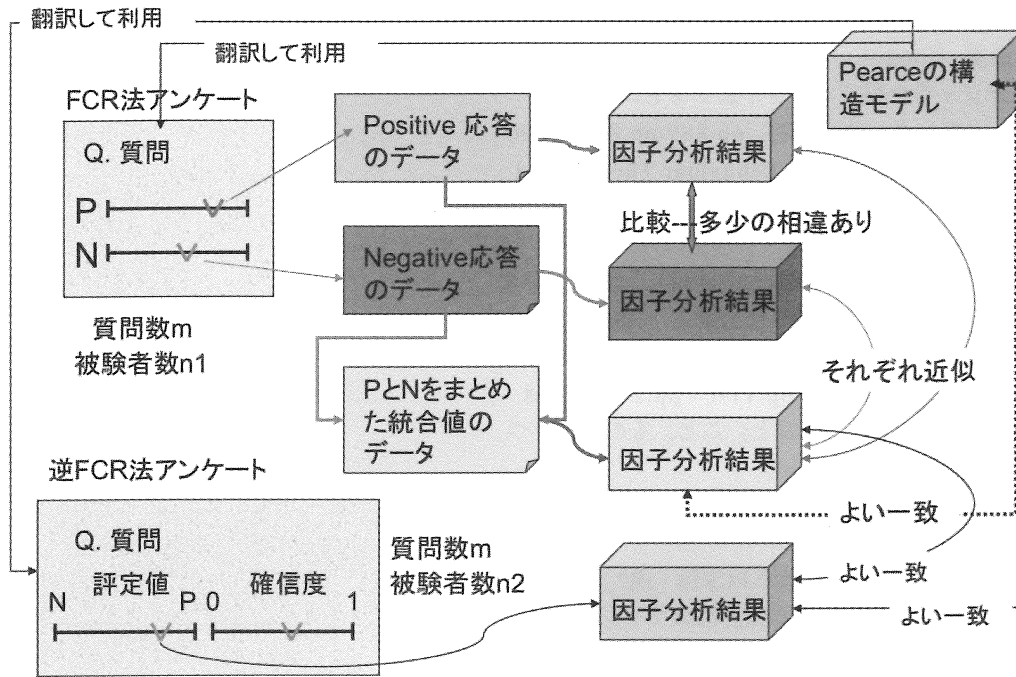 翻訳して利用
翻訳して利用
Pearceの構
造モデル
FCR法アンケート
Q. 質問
P
N
質問数m
被験者数n1
Positive 応答
のデータ
Negative応答
のデータ
PとNをまとめ
た統合値の
データ
因子分析結果
比較---多少の相違あり
因子分析結果
それぞれ近似
因子分析結果
よい一致
逆FCR法アンケート
Q. 質問
評定値 確信度
N P 0 1
質問数m
被験者数n2
因子分析結果
よい一致
よい一致